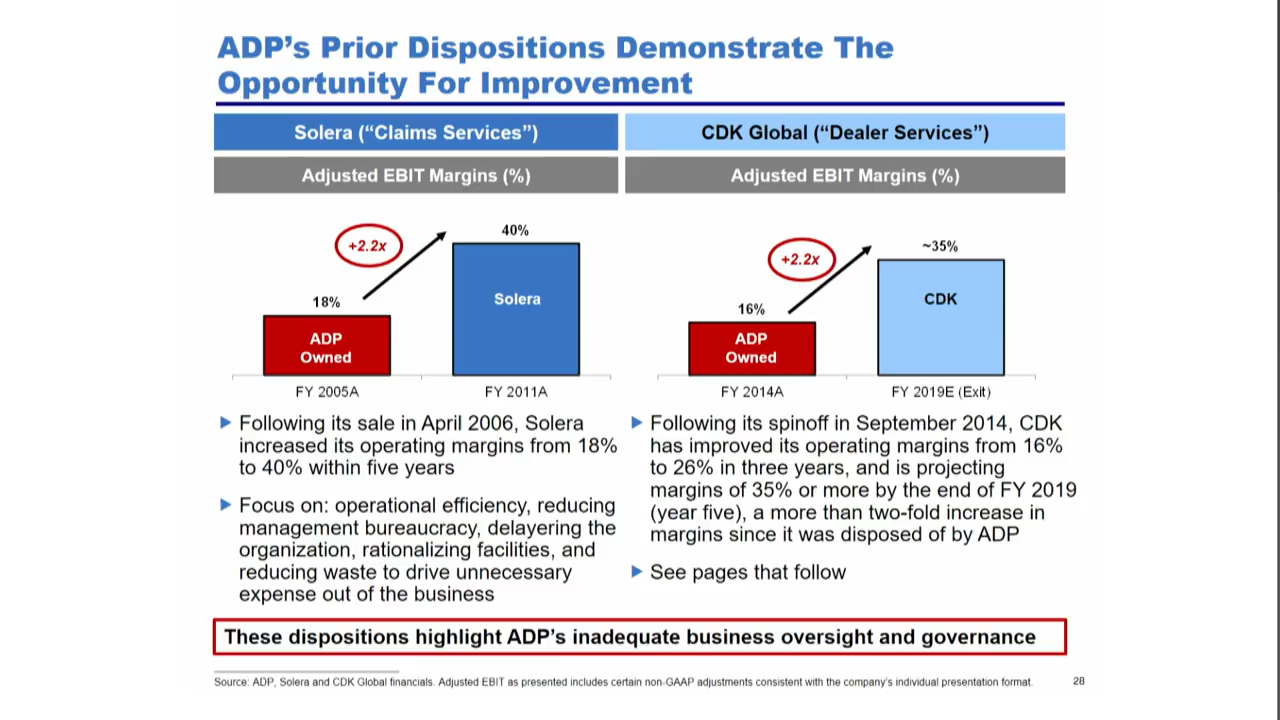 ADP’s Prior Dispositions Demonstrate The
Opportunity For Improvement
Solera (“Claims Services”)
Adjusted EBIT Margins (%)
+2.2x
40%
18%
Solera
ADP
Owned
FY 2005A
FY 2011A
Following its sale in April 2006, Solera
increased its operating margins from 18%
to 40% within five years
Focus on: operational efficiency, reducing
management bureaucracy, delayering the
organization, rationalizing facilities, and
reducing waste to drive unnecessary
expense out of the business
CDK Global (“Dealer Services”)
Adjusted EBIT Margins (%)
+2.2x
~35%
16%
CDK
ADP
Owned
FY 2014A
FY 2019E (Exit)
Following its spinoff in September 2014, CDK
has improved its operating margins from 16%
to 26% in three years, and is projecting
margins of 35% or more by the end of FY 2019
(year five), a more than two-fold increase in
margins since it was disposed of by ADP
See pages that follow
These dispositions highlight ADP’s inadequate business oversight and governance
Source: ADP, Solera and CDK Global financials. Adjusted EBIT as presented includes certain non-GAAP adjustments consistent with the company’s individual presentation format.
28